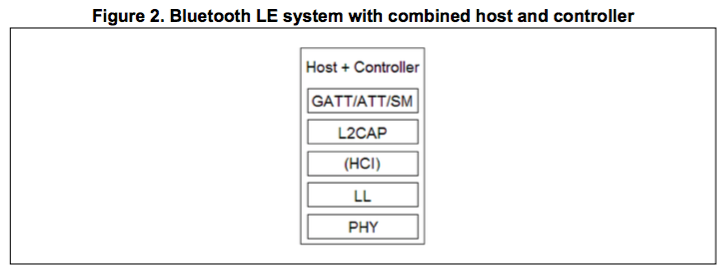 Figure 2. Bluetooth LE system with combined host and controller
Host + Controller
GATT/ATT/SM
L2CAP
(HCI)
LL
PHY